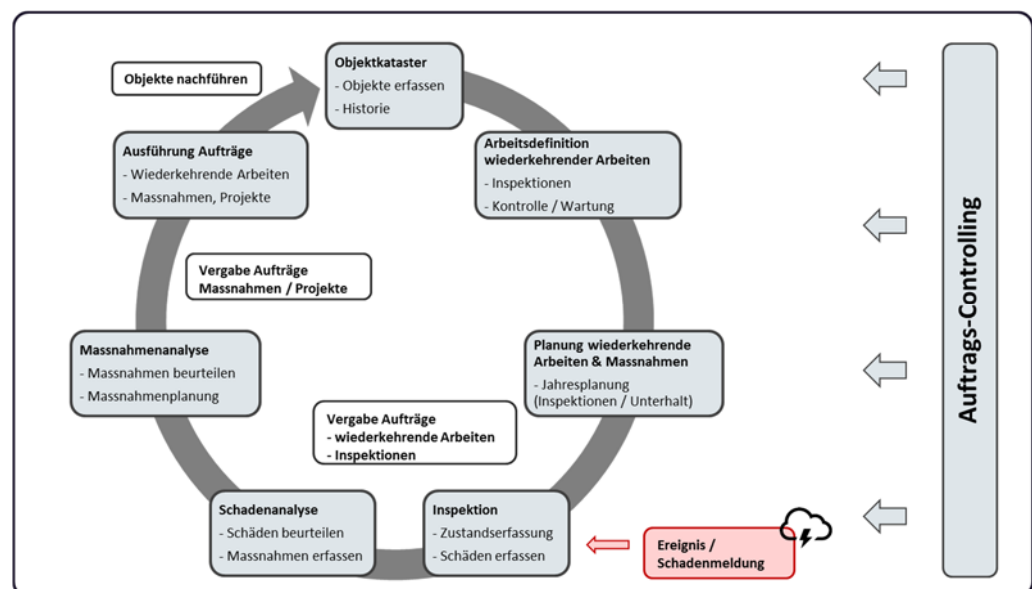 Objektkataster
- Objekte erfassen
- Historie
Objekte nachführen
Ausführung Aufträge
- Wiederkehrende Arbeiten
- Massnahmen, Projekte
Arbeitsdefinition
wiederkehrender Arbeiten
- Inspektionen
- Kontrolle / Wartung
Vergabe Aufträge
Massnahmen / Projekte
Massnahmenanalyse
- Massnahmen beurteilen
- Massnahmenplanung
Planung wiederkehrende
Arbeiten & Massnahmen
- Jahresplanung
(Inspektionen / Unterhalt)
Vergabe Aufträge
- wiederkehrende Arbeiten
- Inspektionen
Schadenanalyse
- Schäden beurteilen
- Massnahmen erfassen
Inspektion
- Zustandserfassung
- Schäden erfassen
Ereignis /
Schadenmeldung
Auftrags-Controlling